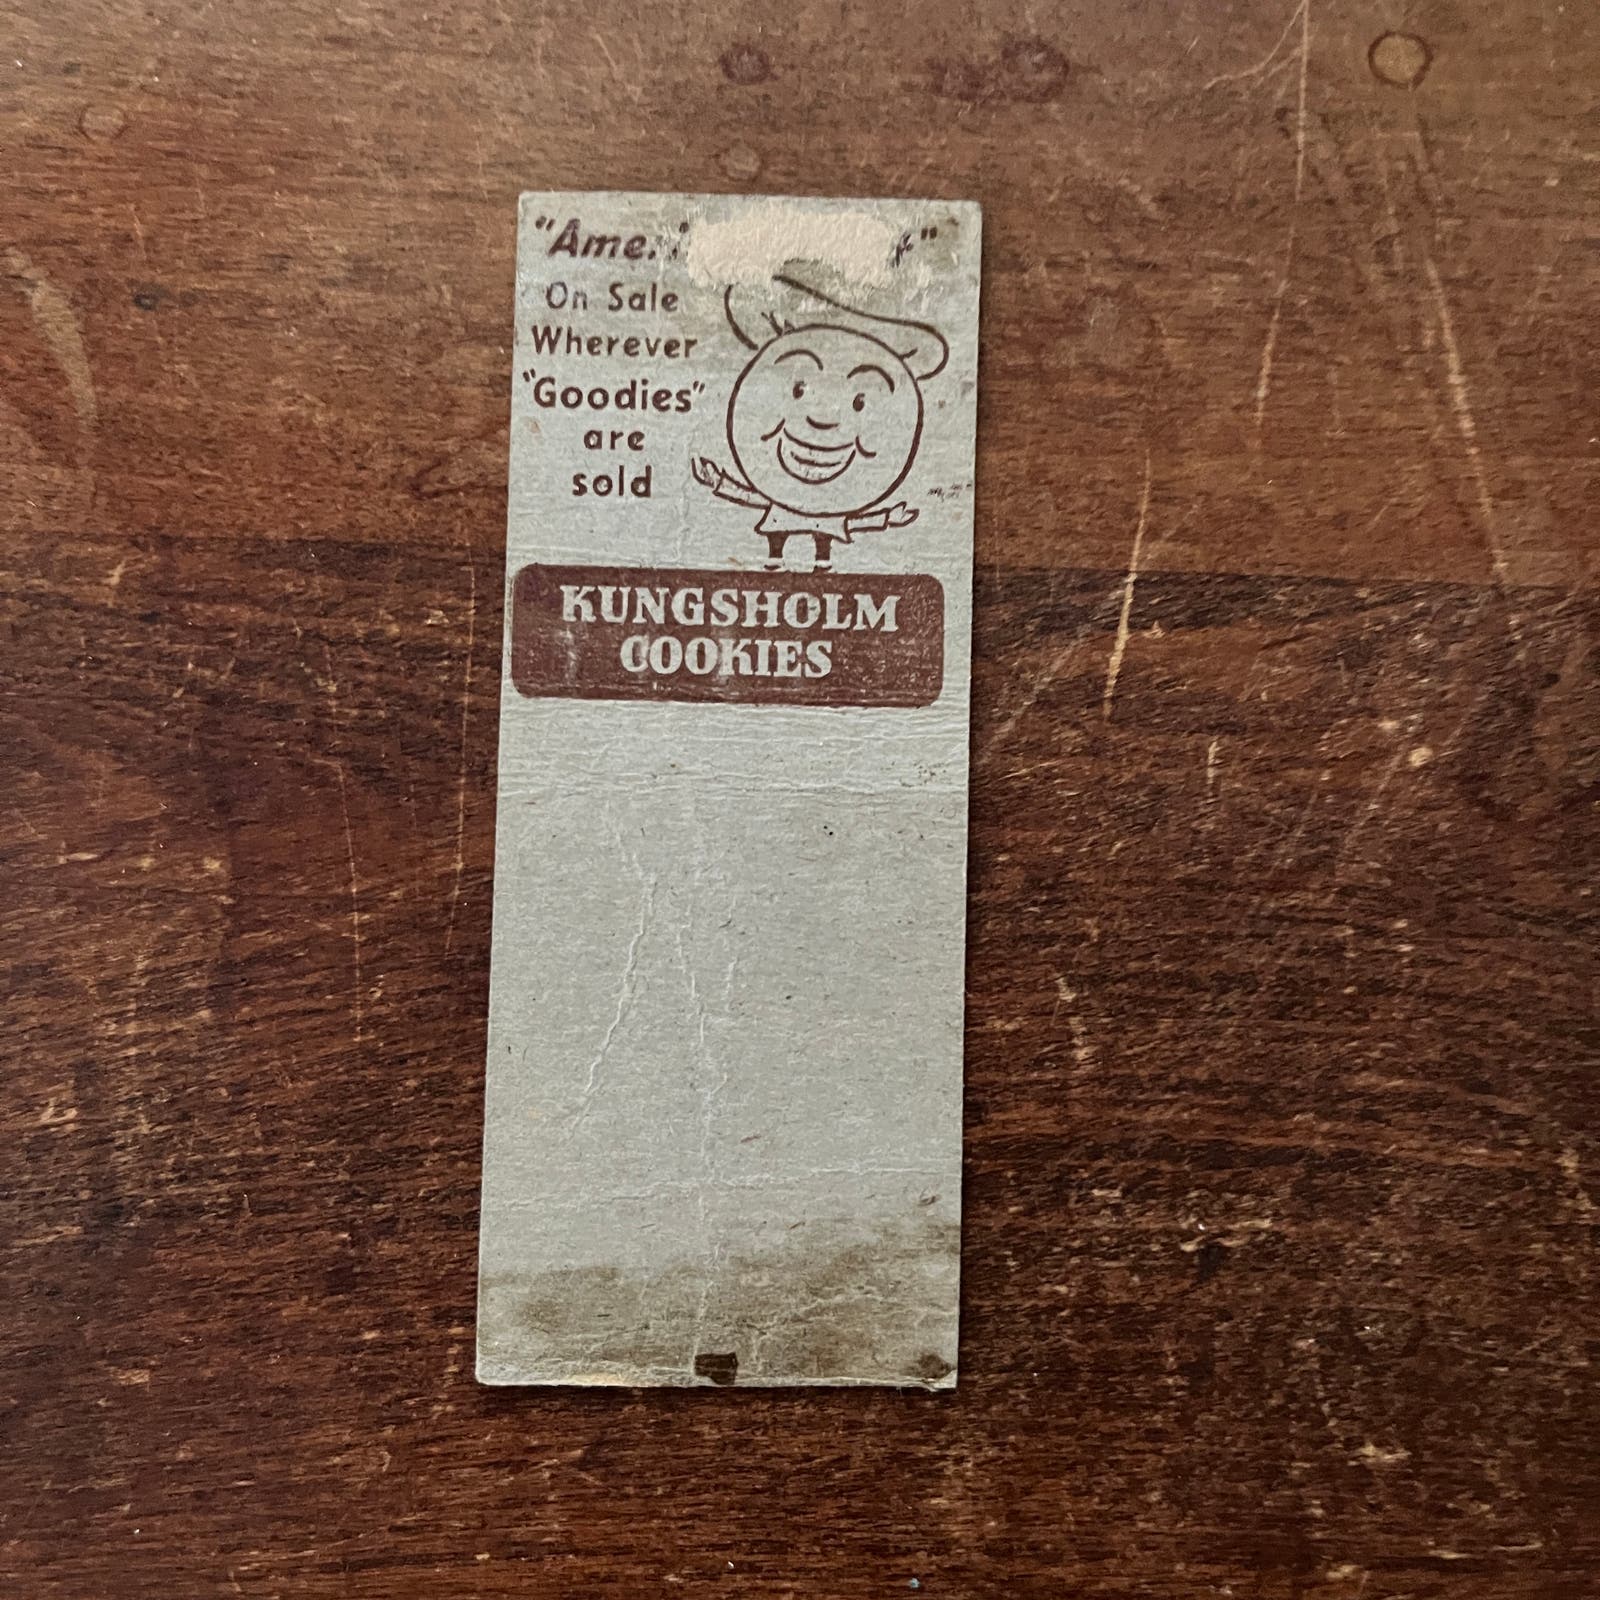 On Sale
Wherever
"Goodies"
are
sold
KUNGSHOLM
COOKIES